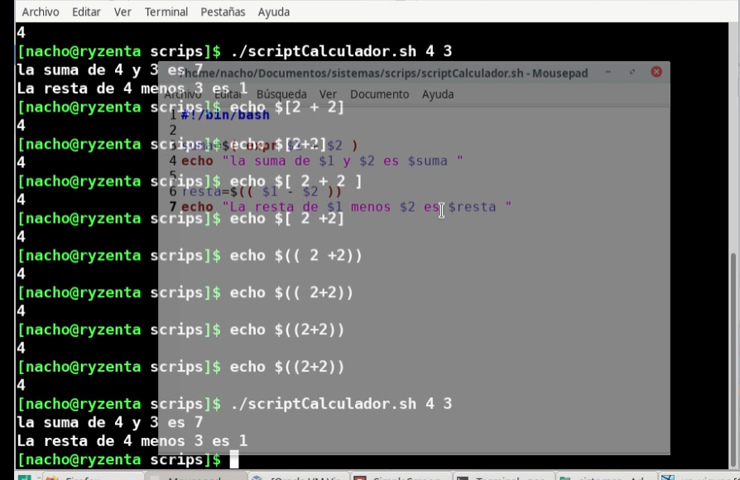 Archivo Editar Ver Terminal Pestañas Ayuda
4
[nacho@ryzenta scrips]$ ./scriptCalculador.sh 4 3
la suma de 4 y 3 es 7
La resta de 4 menos 3 es 1
[nacho@ryzenta scrips]$ echo $[2 + 2]
4
[nacho@ryzenta scrips]$ echo $[2+2]
4
[nacho@ryzenta scrips]$ echo $[ 2 + 2 ]
4
[nacho@ryzenta scrips]$ echo $[ 2 +2]
4
[nacho@ryzenta scrips]$ echo $(( 2 +2))
4
[nacho@ryzenta scrips]$ echo $(( 2+2))
4
[nacho@ryzenta scrips]$ echo $((2+2))
4
[nacho@ryzenta scrips]$ echo $((2+2))
4
[nacho@ryzenta scrips]$ ./scriptCalculador.sh 4 3
la suma de 4 y 3 es 7
La resta de 4 menos 3 es 1
[nacho@ryzenta scrips]$
/home/nacho/Documentos/sistemas/scrips/scriptCalculador.sh - Mousepad
Archivo Editar Búsqueda Ver Documento Ayuda
1 #!/bin/bash
2
$2 )
4 echo "la suma de $1 y $2 es $suma "
5
6 resta=$(( $1 - $2 ))
7 echo "La resta de $1 menos $2 es $resta "